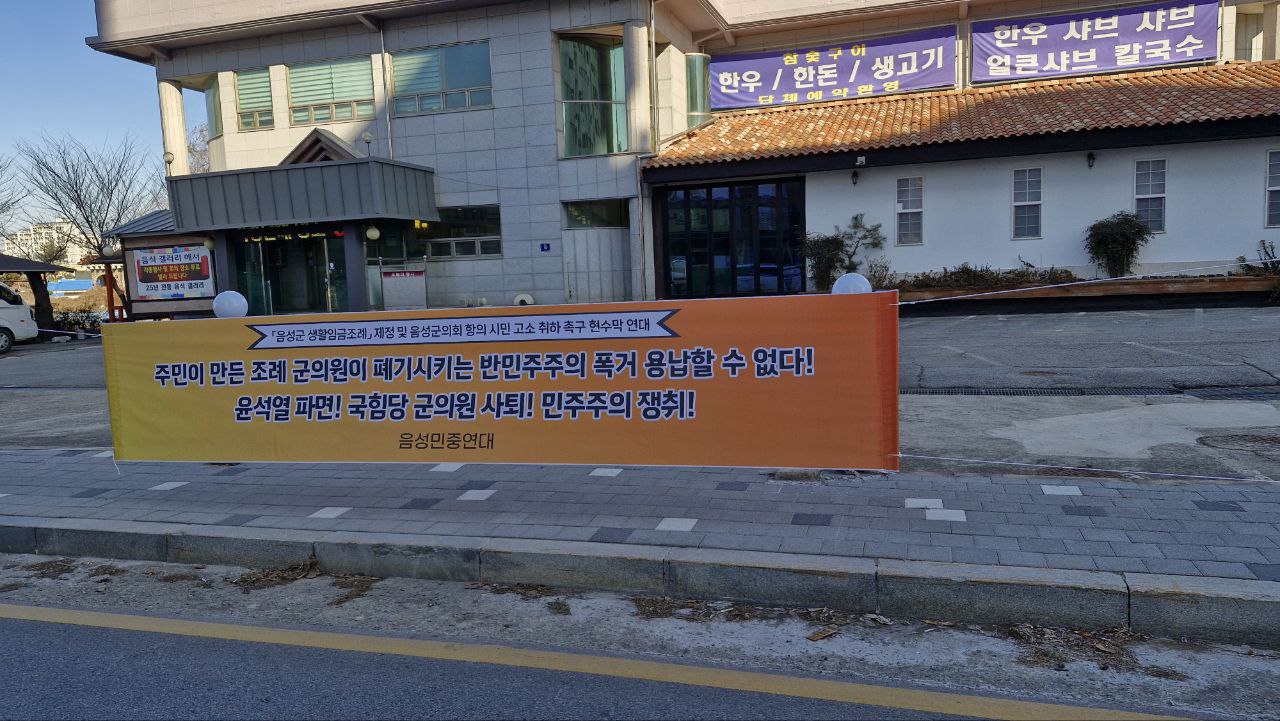 참숯구이
한우 / 한돈 / 생고기
단체예약환영
한우 샤브 샤브
얼큰샤브 칼국수
음식 갤러리 에서
25년 전통 음식 갤러리
「음성군 생활임금조례」 제정 및 음성군의회 항의 시민 고소 취하 촉구 현수막 연대
주민이 만든 조례 군의원이 폐기시키는 반민주주의 폭거 용납할 수 없다!
윤석열 파면! 국힘당 군의원 사퇴! 민주주의 쟁취!
음성민중연대